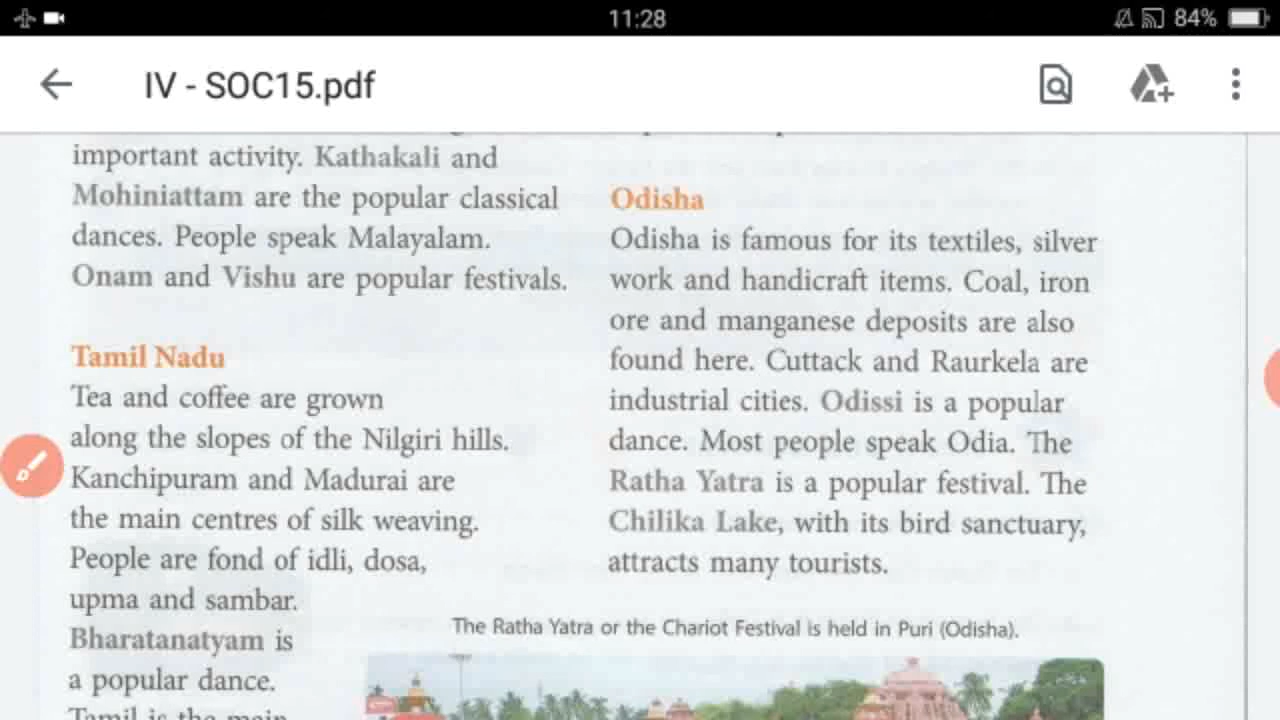 11:28
84%
IV - SOC15.pdf
important activity. Kathakali and
Mohiniattam are the popular classical
dances. People speak Malayalam.
Onam and Vishu are popular festivals.
Tamil Nadu
Tea and coffee are grown
along the slopes of the Nilgiri hills.
Kanchipuram and Madurai are
the main centres of silk weaving.
People are fond of idli, dosa,
upma and sambar.
Bharatanatyam is
a popular dance.
Tamil is the main
Odisha
Odisha is famous for its textiles, silver
work and handicraft items. Coal, iron
ore and manganese deposits are also
found here. Cuttack and Raurkela are
industrial cities. Odissi is a popular
dance. Most people speak Odia. The
Ratha Yatra is a popular festival. The
Chilika Lake, with its bird sanctuary,
attracts many tourists.
The Ratha Yatra or the Chariot Festival is held in Puri (Odisha).